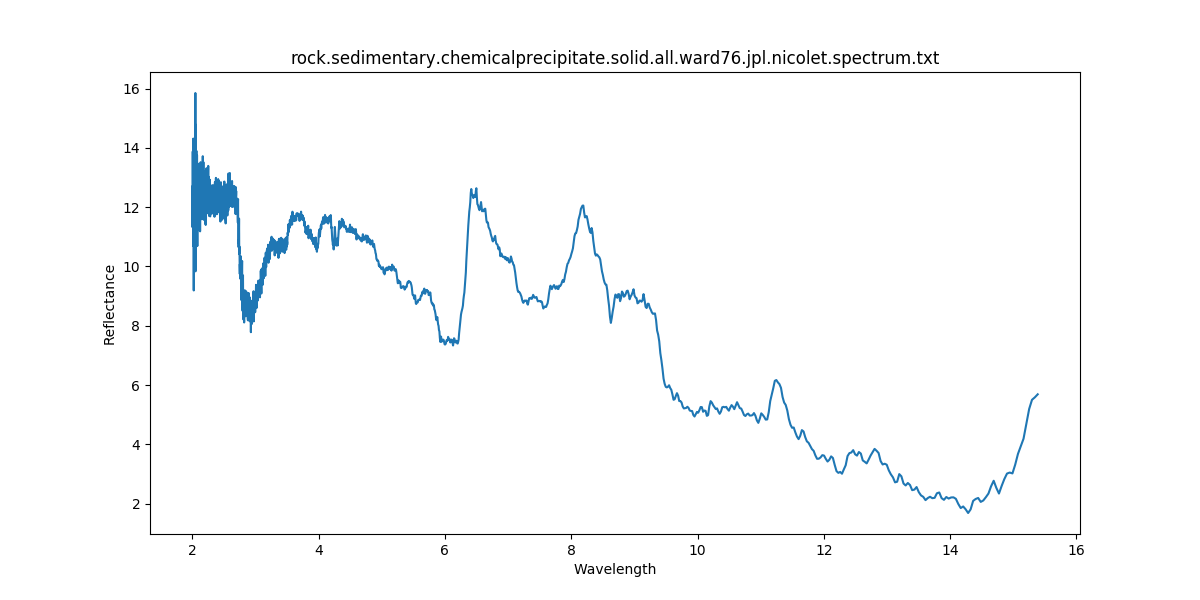 rock.sedimentary.chemicalprecipitate.solid.all.ward76.jpl.nicolet.spectrum.txt
16
14
12
10
8
6
4
2
Reflectance
2 4 6 8 10 12 14 16
Wavelength